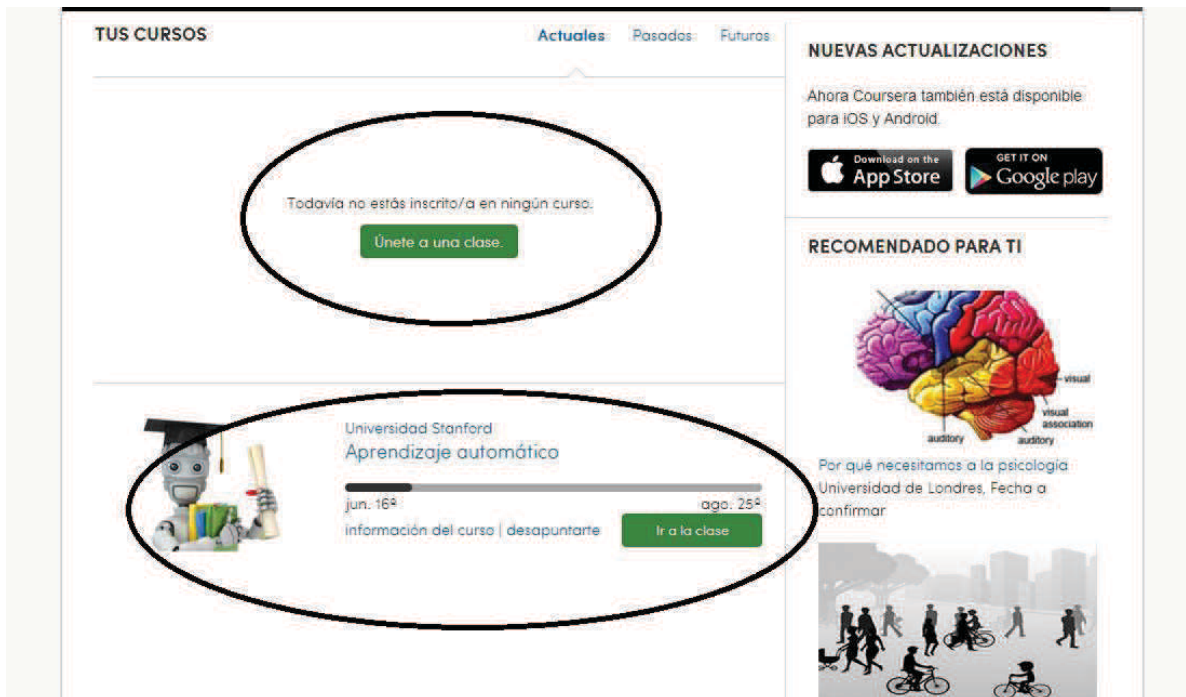 TUS CURSOS
Actuales Pasados Futuros
Todavía no estás inscrito/a en ningún curso.
Únete a una clase.
Universidad Stanford
Aprendizaje automático
jun. 16º ago. 25º
información del curso | desapuntarte
Ir a la clase
NUEVAS ACTUALIZACIONES
Ahora Coursera también está disponible
para iOS y Android.
Download on the
App Store
GET IT ON
Google play
RECOMENDADO PARA TI
visual
visual
association
auditory auditory
Por qué necesitamos a la psicología
Universidad de Londres, Fecha a
confirmar